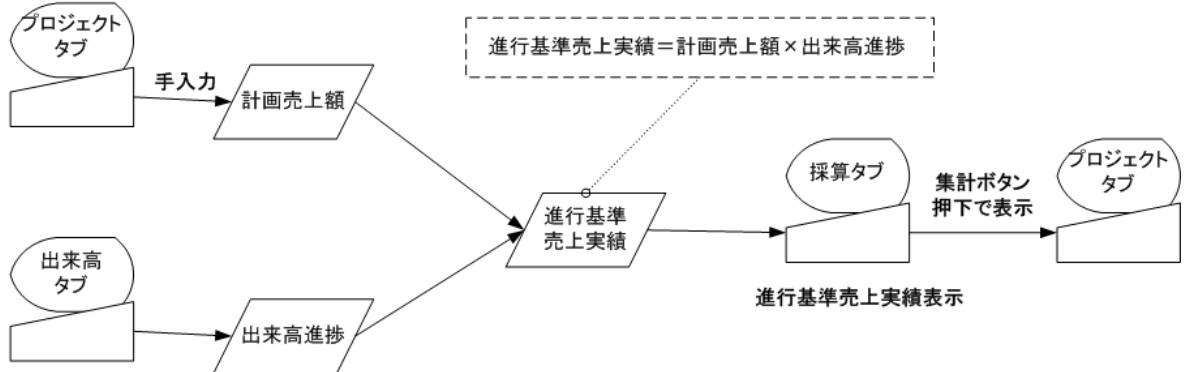 プロジェクト
タブ
手入力
計画売上額
進行基準売上実績＝計画売上額×出来高進捗
出来高
タブ
出来高進捗
進行基準
売上実績
採算タブ
集計ボタン
押下で表示
プロジェクト
タブ
進行基準売上実績表示